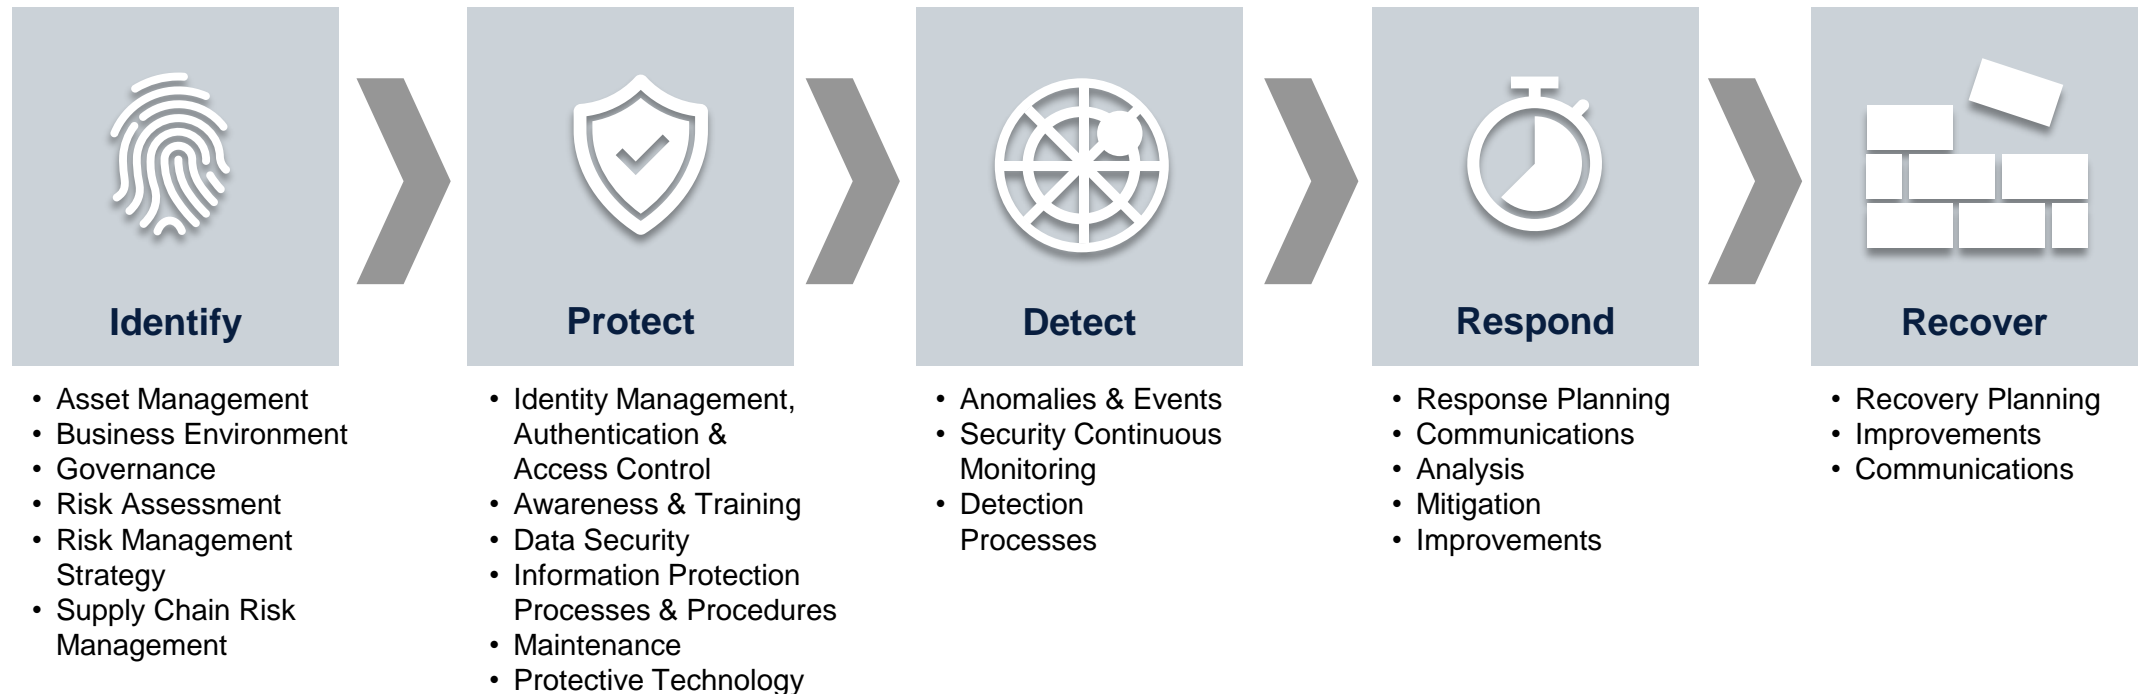 Identify
• Asset Management
• Business Environment
• Governance
• Risk Assessment
• Risk Management
Strategy
• Supply Chain Risk
Management
Protect
• Identity Management,
Authentication &
Access Control
• Awareness & Training
• Data Security
• Information Protection
Processes & Procedures
• Maintenance
• Protective Technology
Detect
• Anomalies & Events
• Security Continuous
Monitoring
• Detection
Processes
Respond
• Response Planning
• Communications
• Analysis
• Mitigation
• Improvements
Recover
• Recovery Planning
• Improvements
• Communications